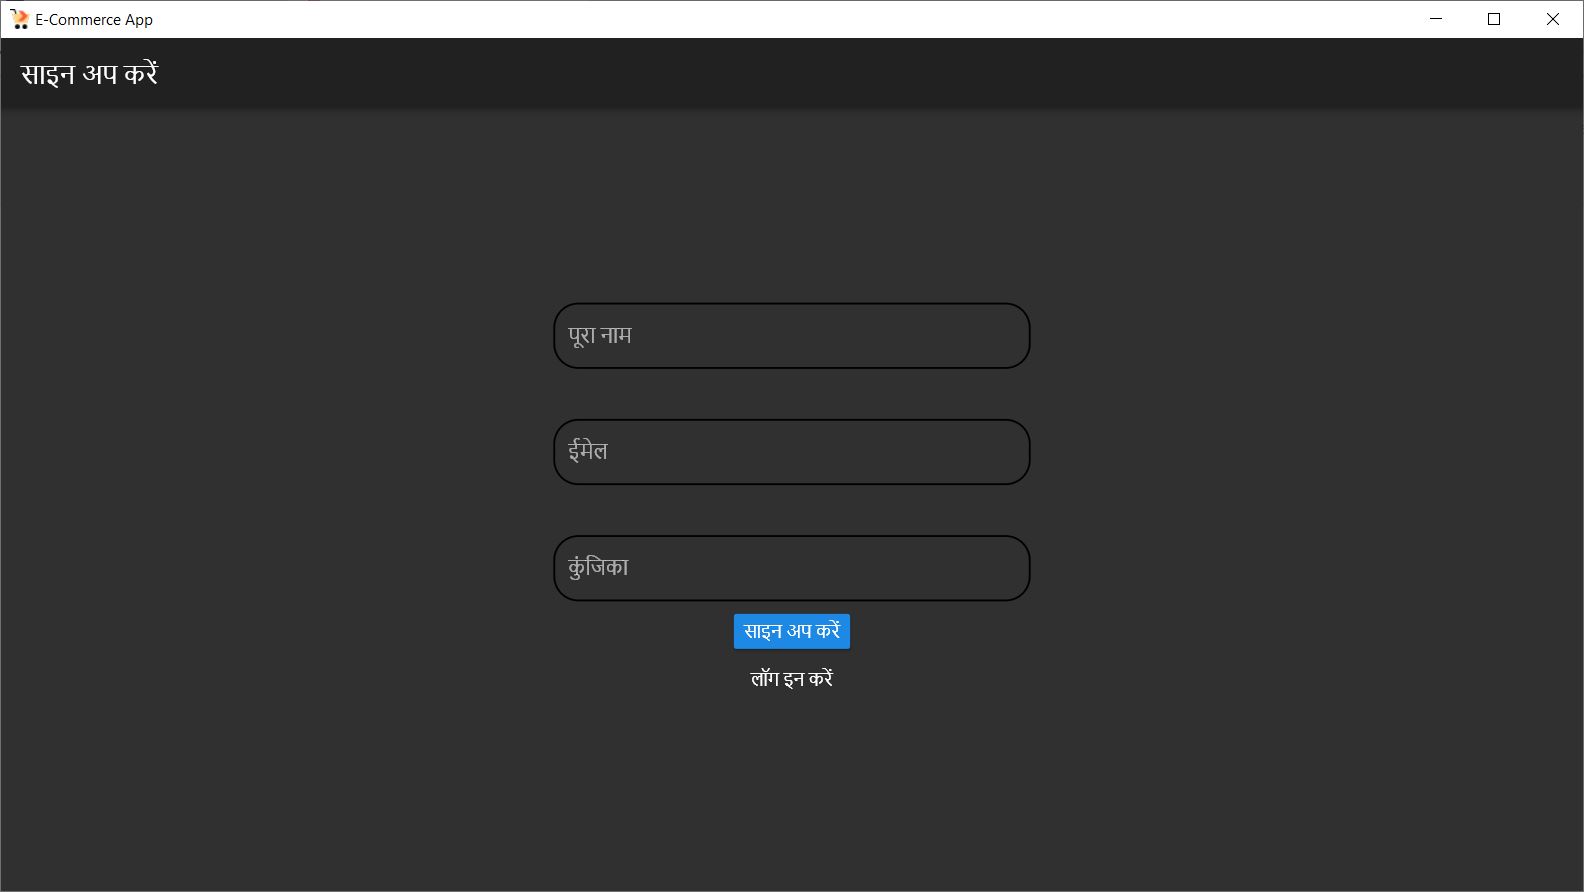 E-Commerce App
साइन अप करें
पूरा नाम
ईमेल
कुंजिका
साइन अप करें
लॉग इन करें